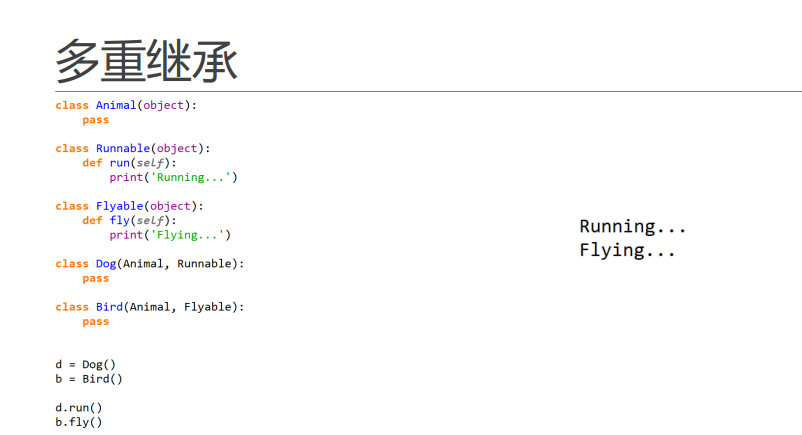 多重继承
class Animal(object):
    pass
class Runnable(object):
    def run(self):
        print('Running...')
class Flyable(object):
    def fly(self):
        print('Flying...')
class Dog(Animal, Runnable):
    pass
class Bird(Animal, Flyable):
    pass
d = Dog()
b = Bird()
d.run()
b.fly()
Running...
Flying...